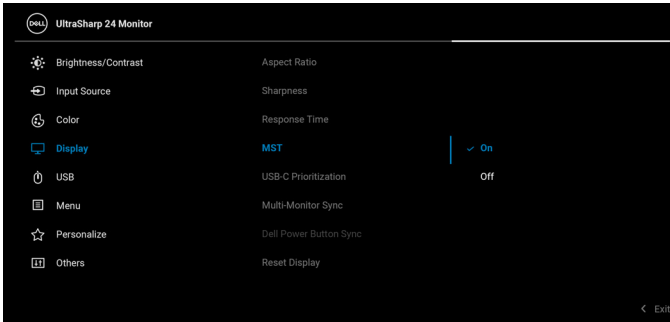 DELL UltraSharp 24 Monitor
Brightness/Contrast Aspect Ratio
Input Source Sharpness
Color Response Time
Display MST On
USB USB-C Prioritization Off
Menu Multi-Monitor Sync
Personalize Dell Power Button Sync
Others Reset Display
Exit